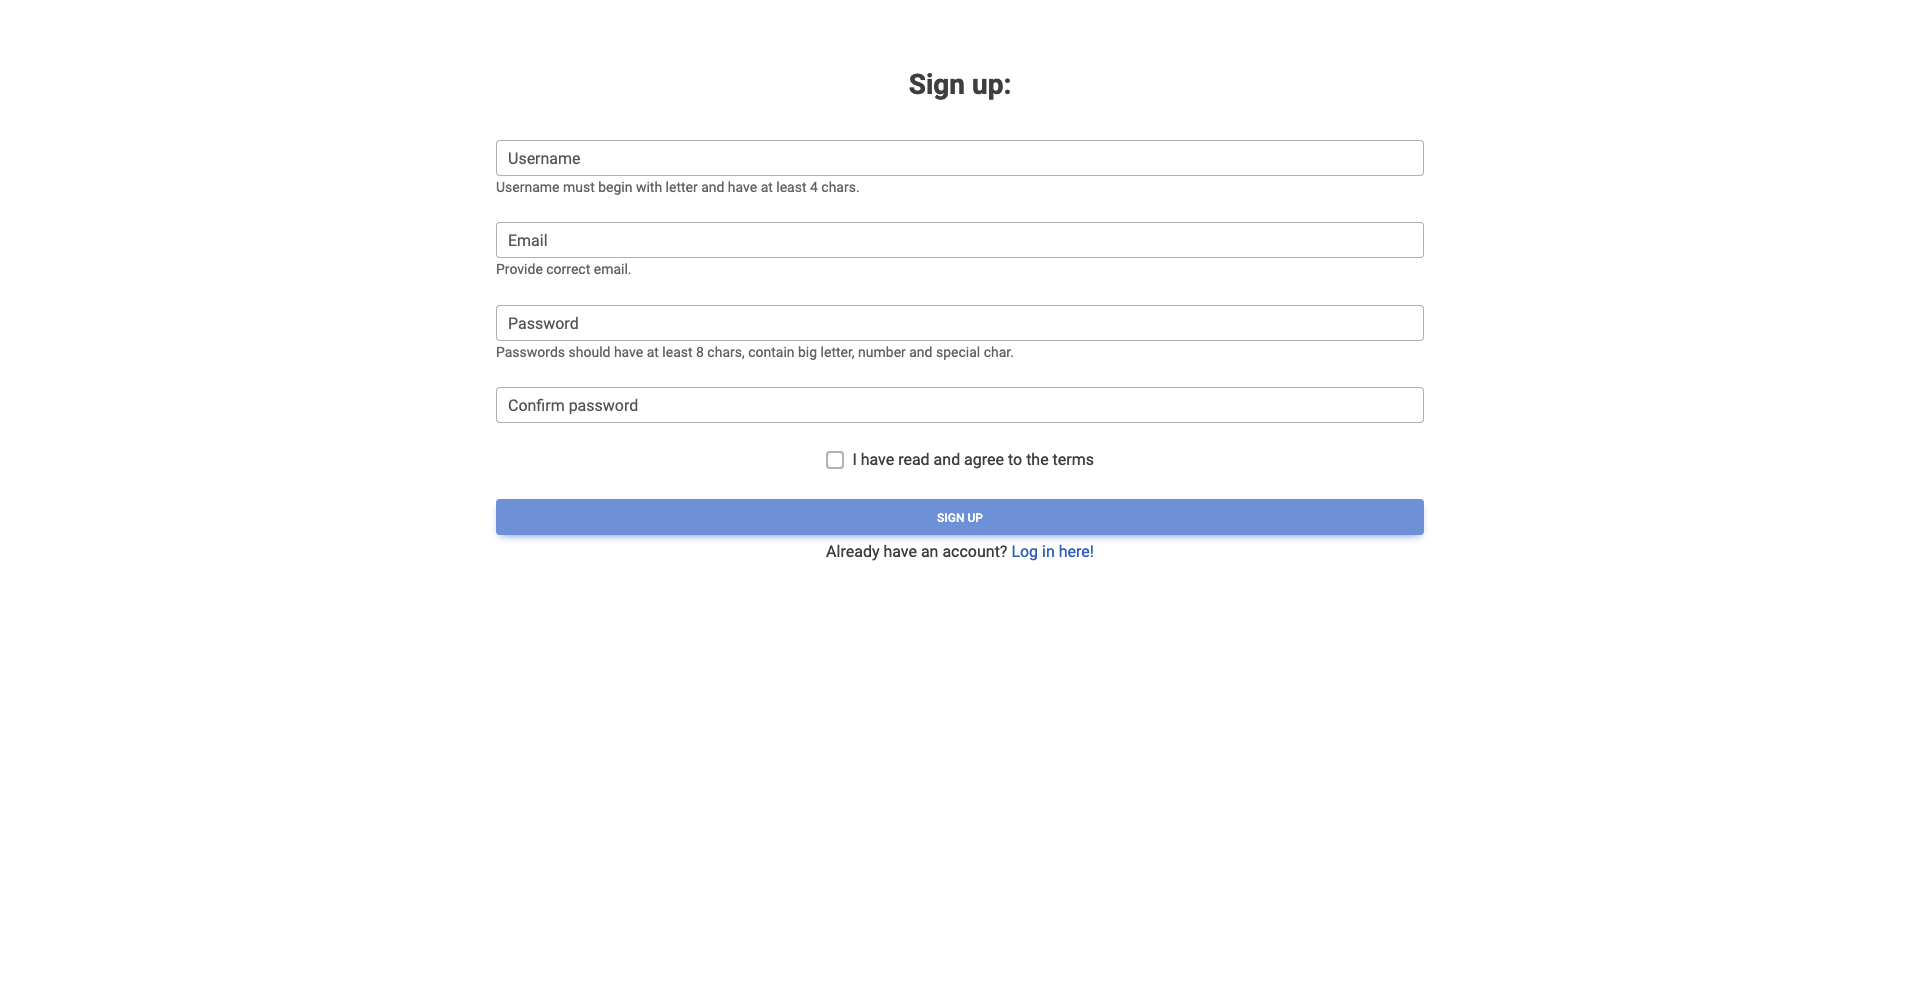 Sign up:
Username
Username must begin with letter and have at least 4 chars.
Email
Provide correct email.
Password
Passwords should have at least 8 chars, contain big letter, number and special char.
Confirm password
I have read and agree to the terms
SIGN UP
Already have an account? Log in here!